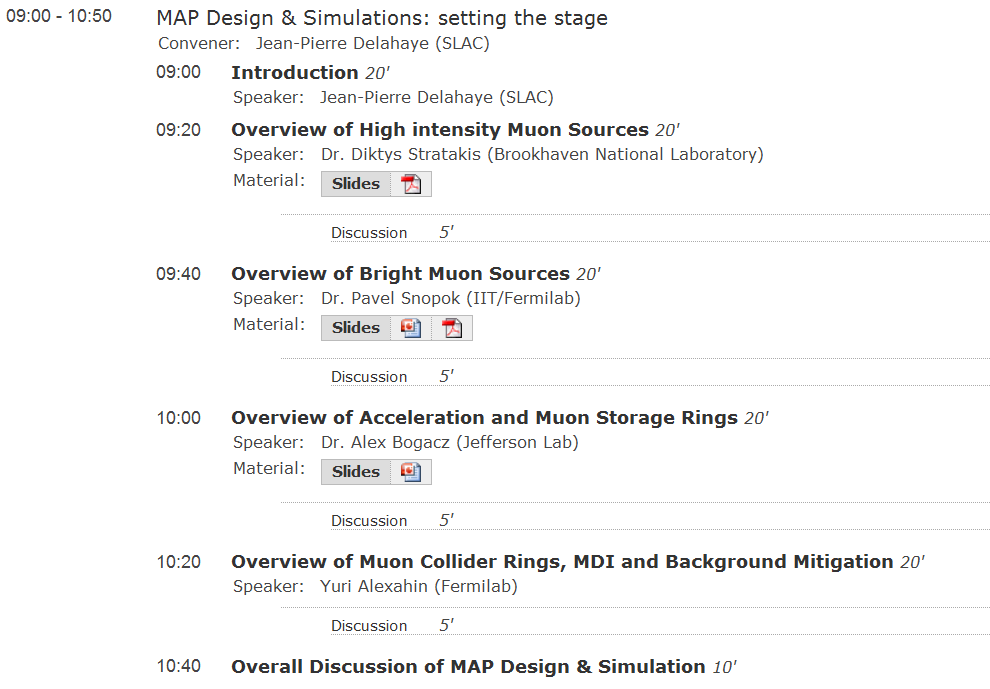 09:00 - 10:50 MAP Design & Simulations: setting the stage
Convener: Jean-Pierre Delahaye (SLAC)
09:00 Introduction 20'
Speaker: Jean-Pierre Delahaye (SLAC)
09:20 Overview of High intensity Muon Sources 20'
Speaker: Dr. Diktys Stratakis (Brookhaven National Laboratory)
Material: Slides
Discussion 5'
09:40 Overview of Bright Muon Sources 20'
Speaker: Dr. Pavel Snopok (IIT/Fermilab)
Material: Slides
Discussion 5'
10:00 Overview of Acceleration and Muon Storage Rings 20'
Speaker: Dr. Alex Bogacz (Jefferson Lab)
Material: Slides
Discussion 5'
10:20 Overview of Muon Collider Rings, MDI and Background Mitigation 20'
Speaker: Yuri Alexahin (Fermilab)
Discussion 5'
10:40 Overall Discussion of MAP Design & Simulation 10'